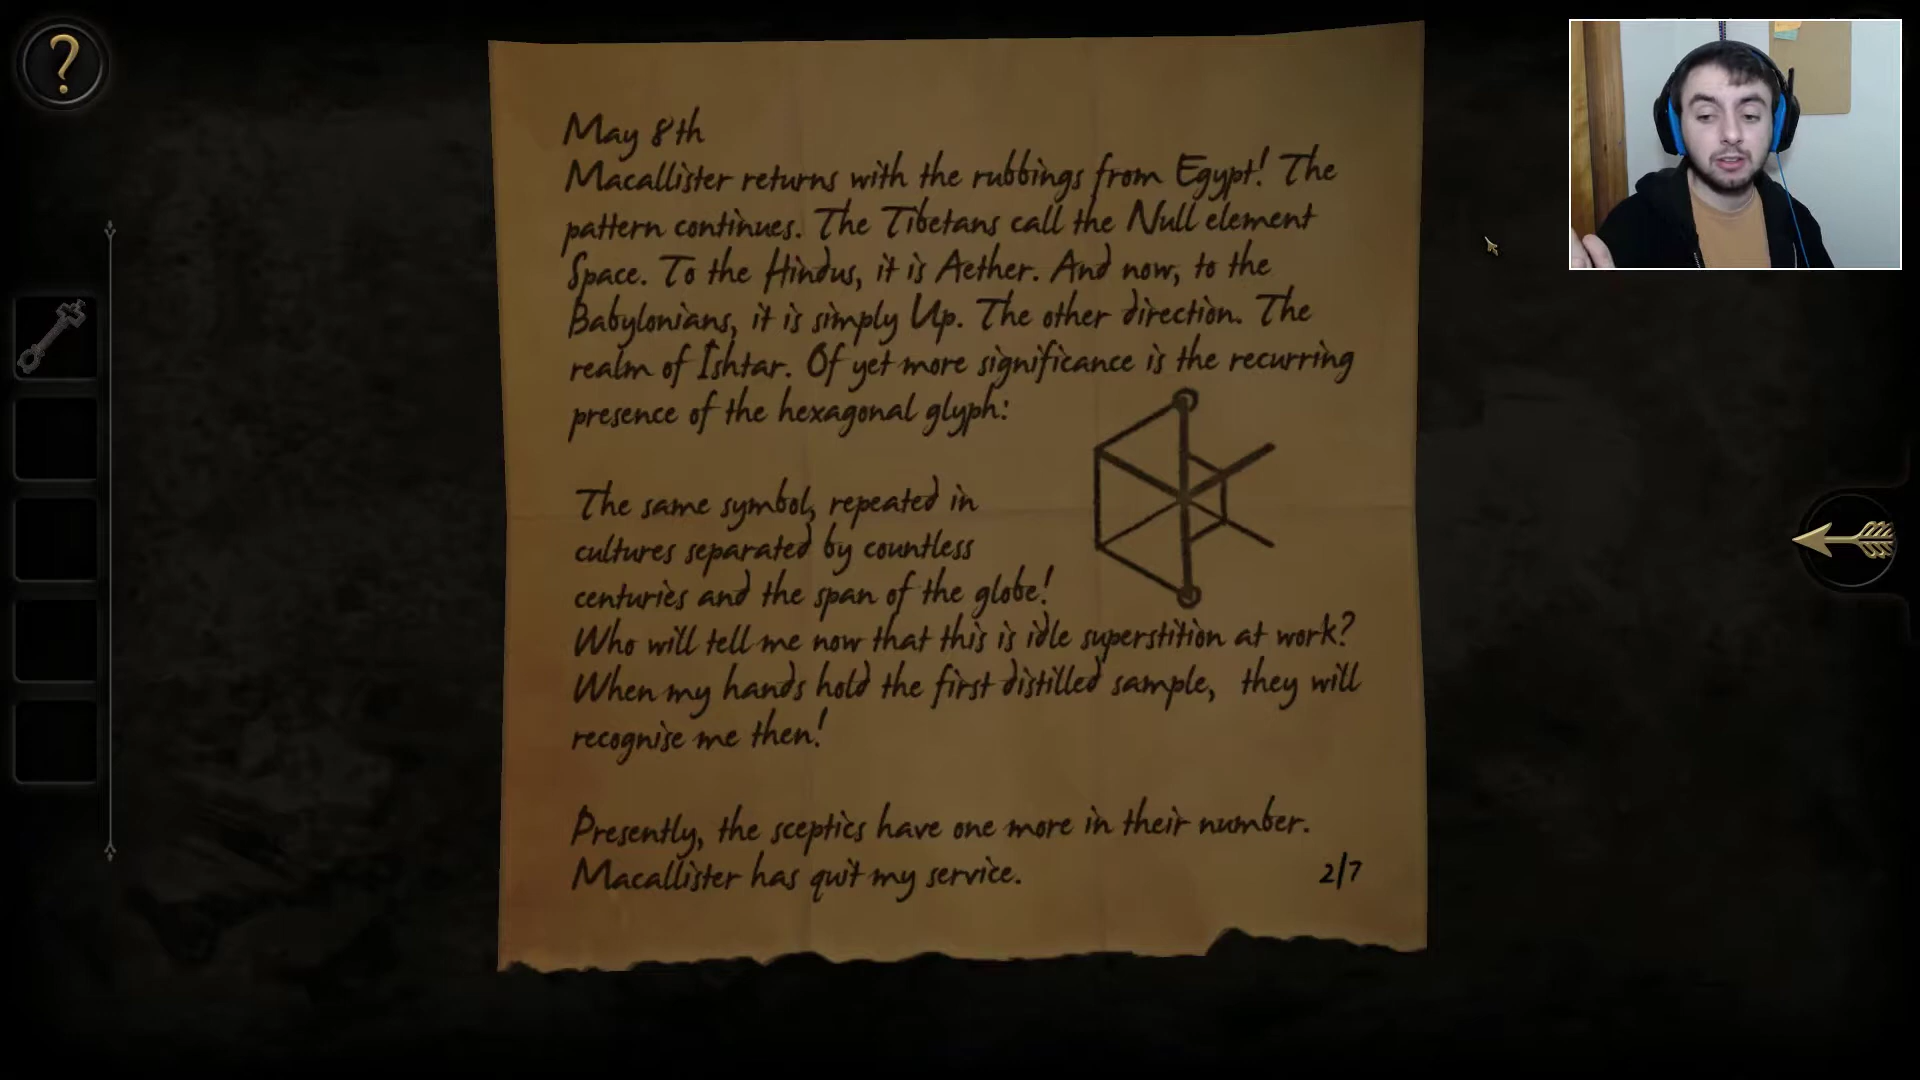 ?
May 8th
Macallister returns with the rubbings from Egypt! The
pattern continues. The Tibetans call the Null element
Space. To the Hindus, it is Aether. And now, to the
Babylonians, it is simply Up. The other direction. The
realm of Ishtar. Of yet more significance is the recurring
presence of the hexagonal glyph:
The same symbol, repeated in
cultures separated by countless
centuries and the span of the globe!
Who will tell me now that this is idle superstition at work?
When my hands hold the first distilled sample, they will
recognise me then!
Presently, the sceptics have one more in their number.
Macallister has quit my service.
2/7